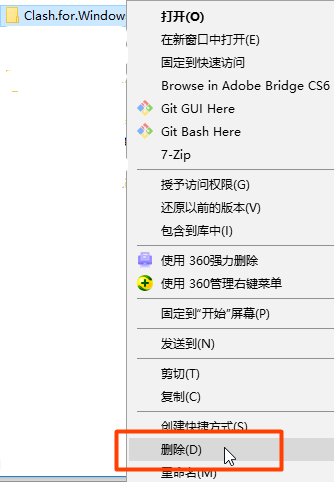 Clash.for.Window
打开(O)
在新窗口中打开(E)
固定到快速访问
Browse in Adobe Bridge CS6
Git GUI Here
Git Bash Here
7-Zip
授予访问权限(G)
还原以前的版本(V)
包含到库中(I)
使用 360强力删除
使用 360管理右键菜单
固定到"开始"屏幕(P)
发送到(N)
剪切(T)
复制(C)
创建快捷方式(S)
删除(D)
重命名(M)